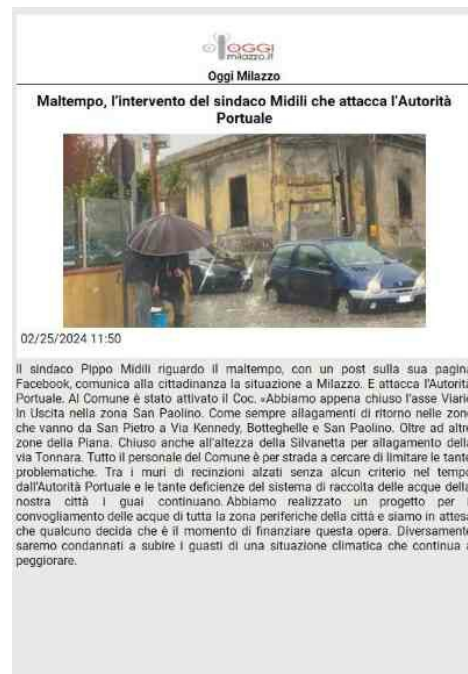 OGGI
milazzo.it
Oggi Milazzo
Maltempo, l'intervento del sindaco Midili che attacca l'Autorità
Portuale
02/25/2024 11:50
Il sindaco Pippo Midili riguardo il maltempo, con un post sulla sua pagina
Facebook, comunica alla cittadinanza la situazione a Milazzo. E attacca l'Autorità
Portuale. Al Comune è stato attivato il Coc. «Abbiamo appena chiuso l'asse Viario
In Uscita nella zona San Paolino. Come sempre allagamenti di ritorno nelle zone
che vanno da San Pietro a Via Kennedy, Botteghelle e San Paolino. Oltre ad altre
zone della Piana. Chiuso anche all'altezza della Silvanetta per allagamento della
via Tonnara. Tutto il personale del Comune è per strada a cercare di limitare le tante
problematiche. Tra i muri di recinzioni alzati senza alcun criterio nel tempo
dall'Autorità Portuale e le tante deficienze del sistema di raccolta delle acque della
nostra città i guai continuano. Abbiamo realizzato un progetto per i
convogliamento delle acque di tutta la zona periferiche della città e siamo in attesa
che qualcuno decida che è il momento di finanziare questa opera. Diversamente
saremo condannati a subire i guasti di una situazione climatica che continua a
peggiorare.